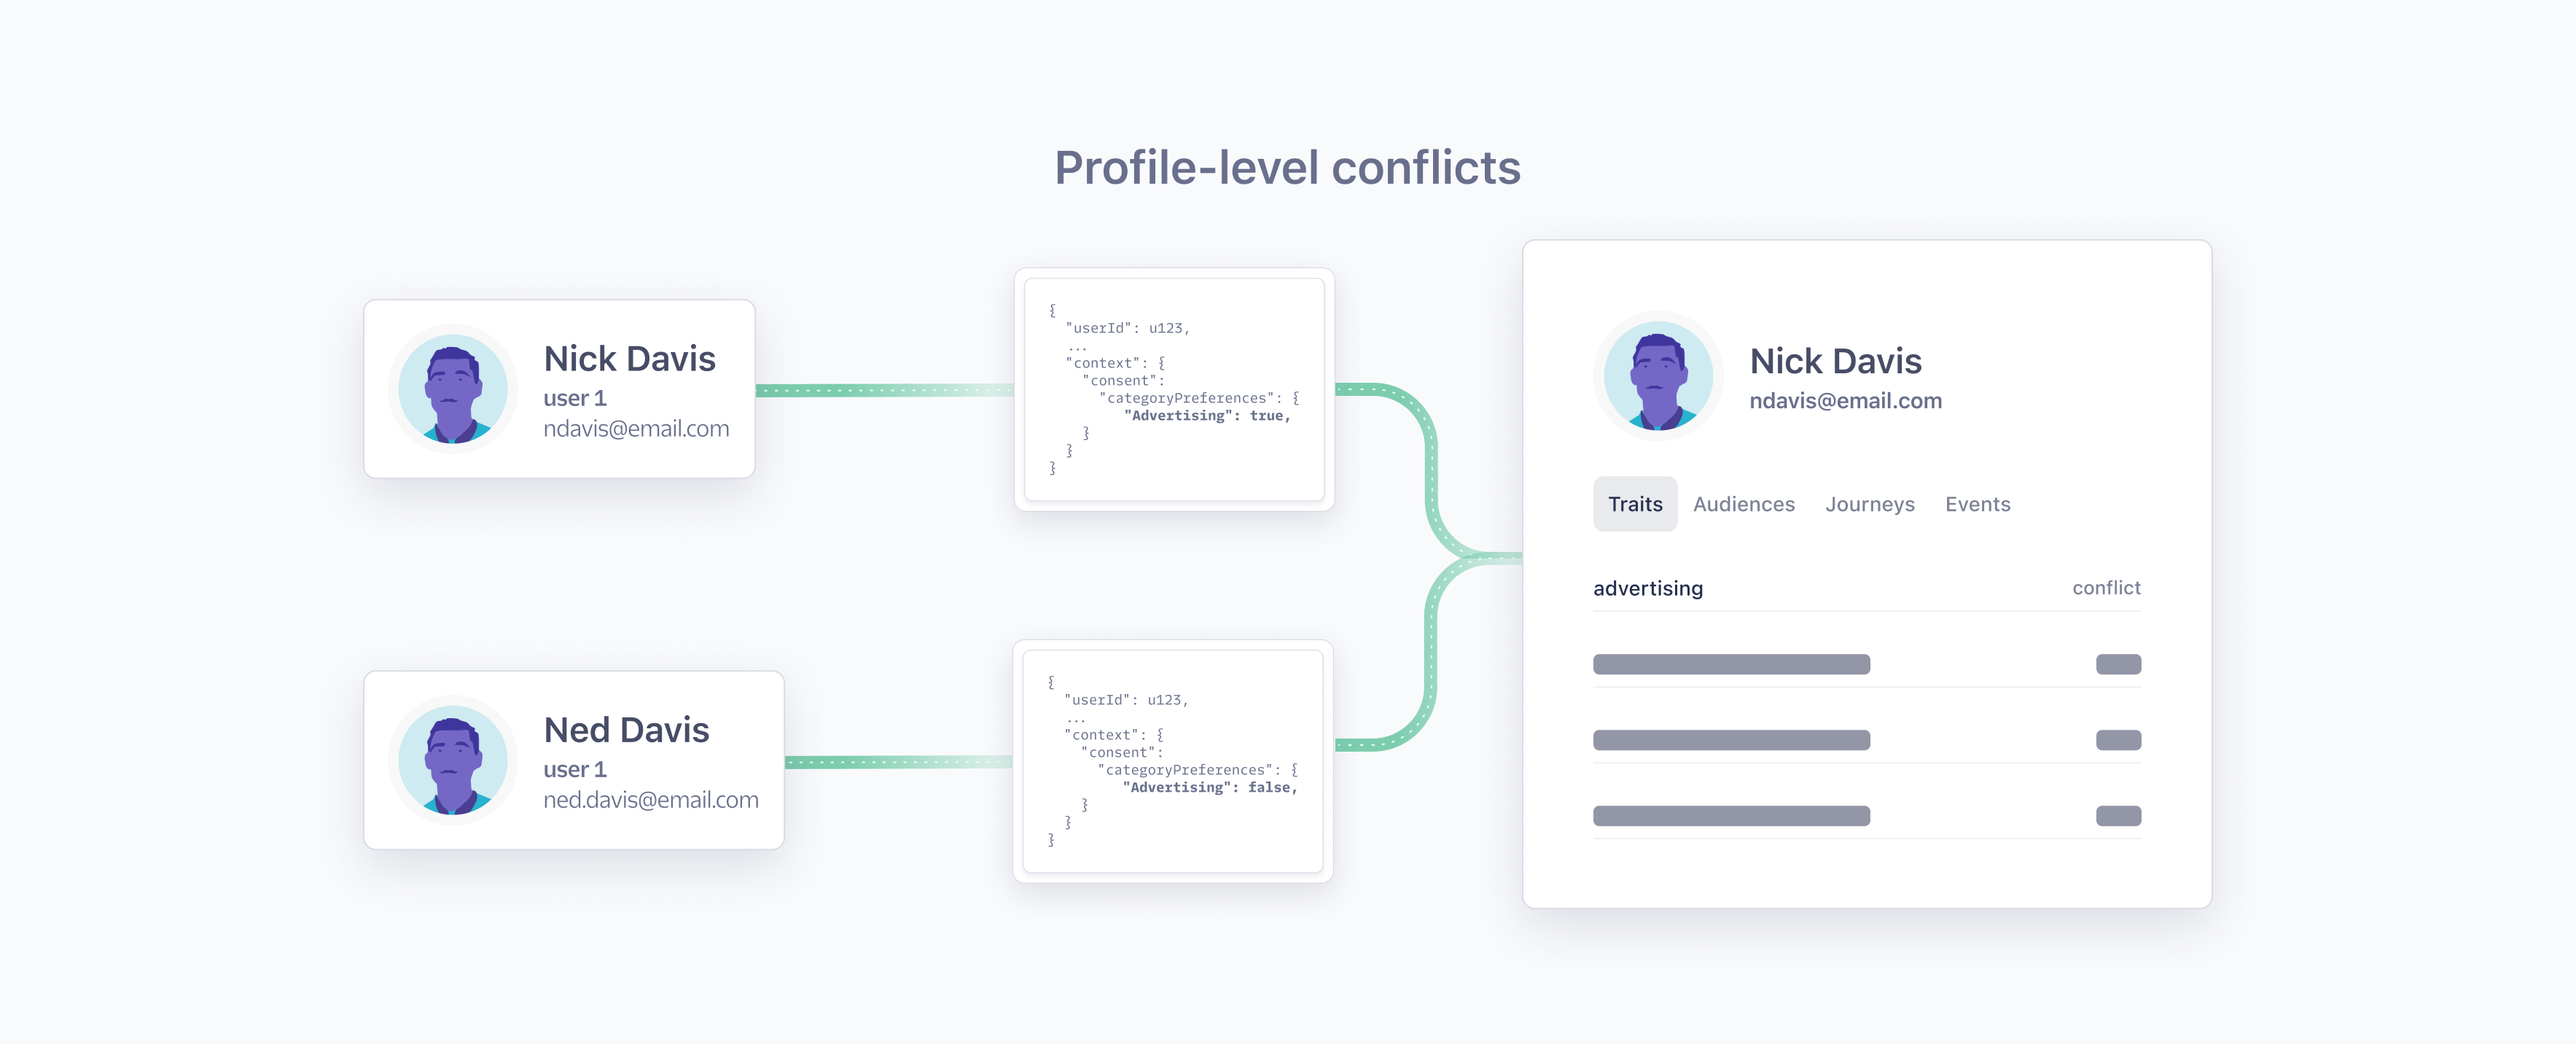 Profile-level conflicts
Nick Davis
user 1
ndavis@email.com
{
"userId": u123,
...
"context": {
"consent":
"categoryPreferences": {
"Advertising": true,
}
}
}
Ned Davis
user 1
ned.davis@email.com
{
"userId": u123,
...
"context": {
"consent":
"categoryPreferences": {
"Advertising": false,
}
}
}
Nick Davis
ndavis@email.com
Traits Audiences Journeys Events
advertising conflict